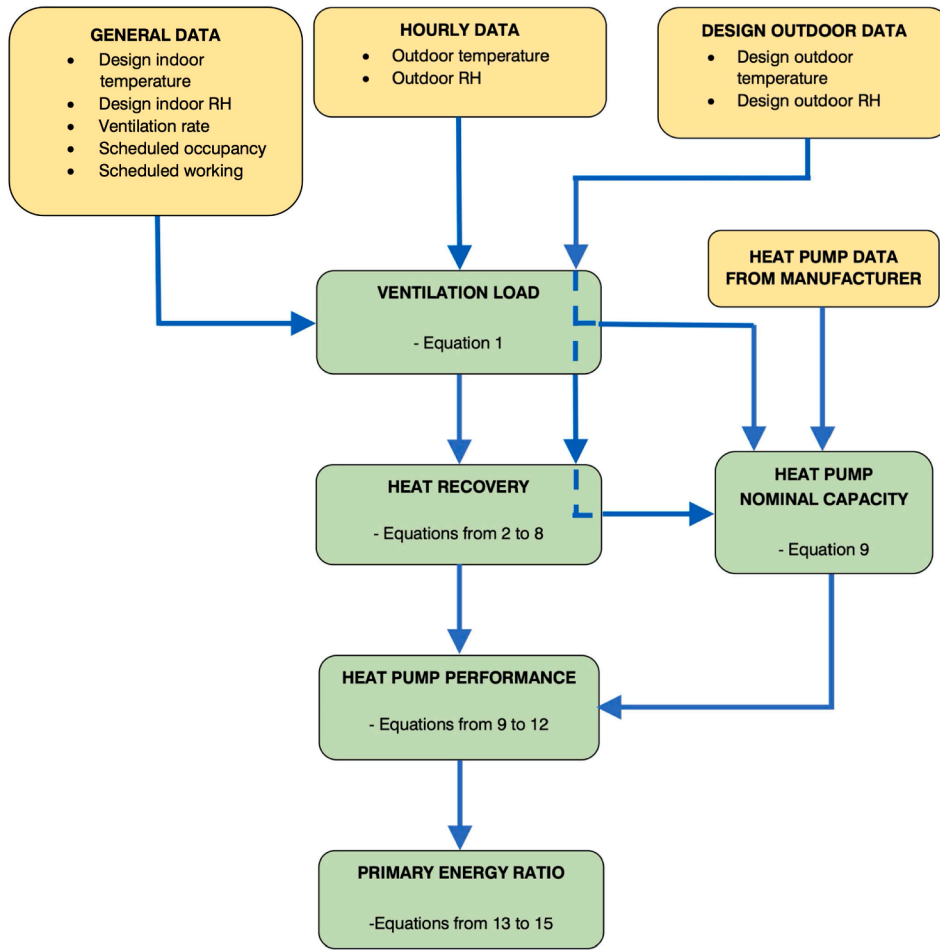 GENERAL DATA
• Design indoor
temperature
• Design indoor RH
• Ventilation rate
• Scheduled occupancy
• Scheduled working
HOURLY DATA
• Outdoor temperature
• Outdoor RH
DESIGN OUTDOOR DATA
• Design outdoor
temperature
• Design outdoor RH
HEAT PUMP DATA
FROM MANUFACTURER
VENTILATION LOAD
- Equation 1
HEAT RECOVERY
- Equations from 2 to 8
HEAT PUMP
NOMINAL CAPACITY
- Equation 9
HEAT PUMP PERFORMANCE
- Equations from 9 to 12
PRIMARY ENERGY RATIO
-Equations from 13 to 15